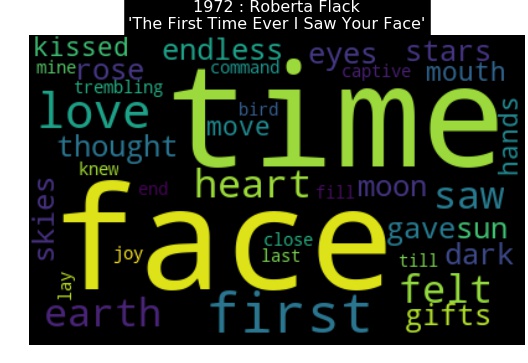 1972 : Roberta Flack
'The First Time Ever I Saw Your Face'
kissed endless eyes stars
mine rose command captive mouth
trembling time
love bird move hands
thought
knew heart end fill moon saw
skies face gave sun
joy close last till dark
lay felt
earth first gifts